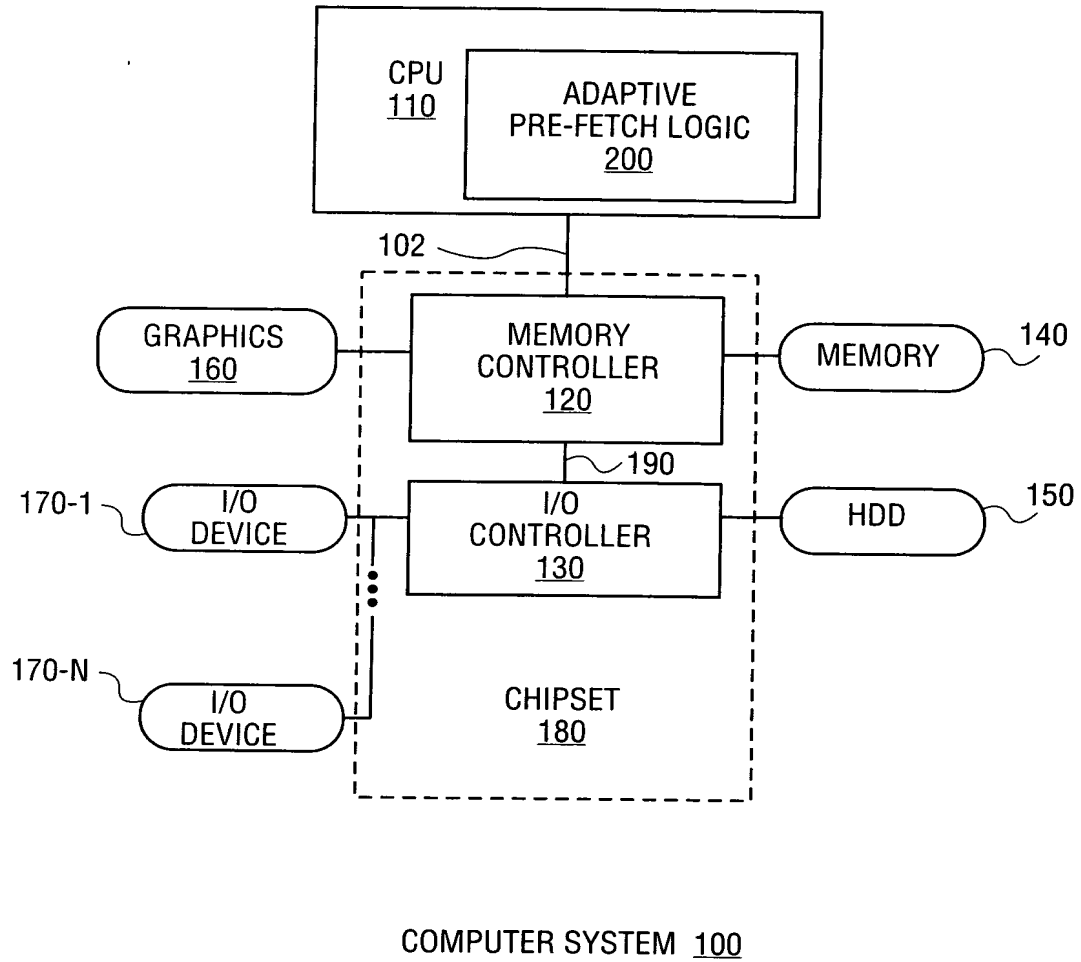 CPU
110
ADAPTIVE
PRE-FETCH LOGIC
200
102
GRAPHICS
160
MEMORY
CONTROLLER
120
MEMORY
140
190
170-1
I/O
DEVICE
I/O
CONTROLLER
130
HDD
150
170-N
I/O
DEVICE
CHIPSET
180
COMPUTER SYSTEM 100